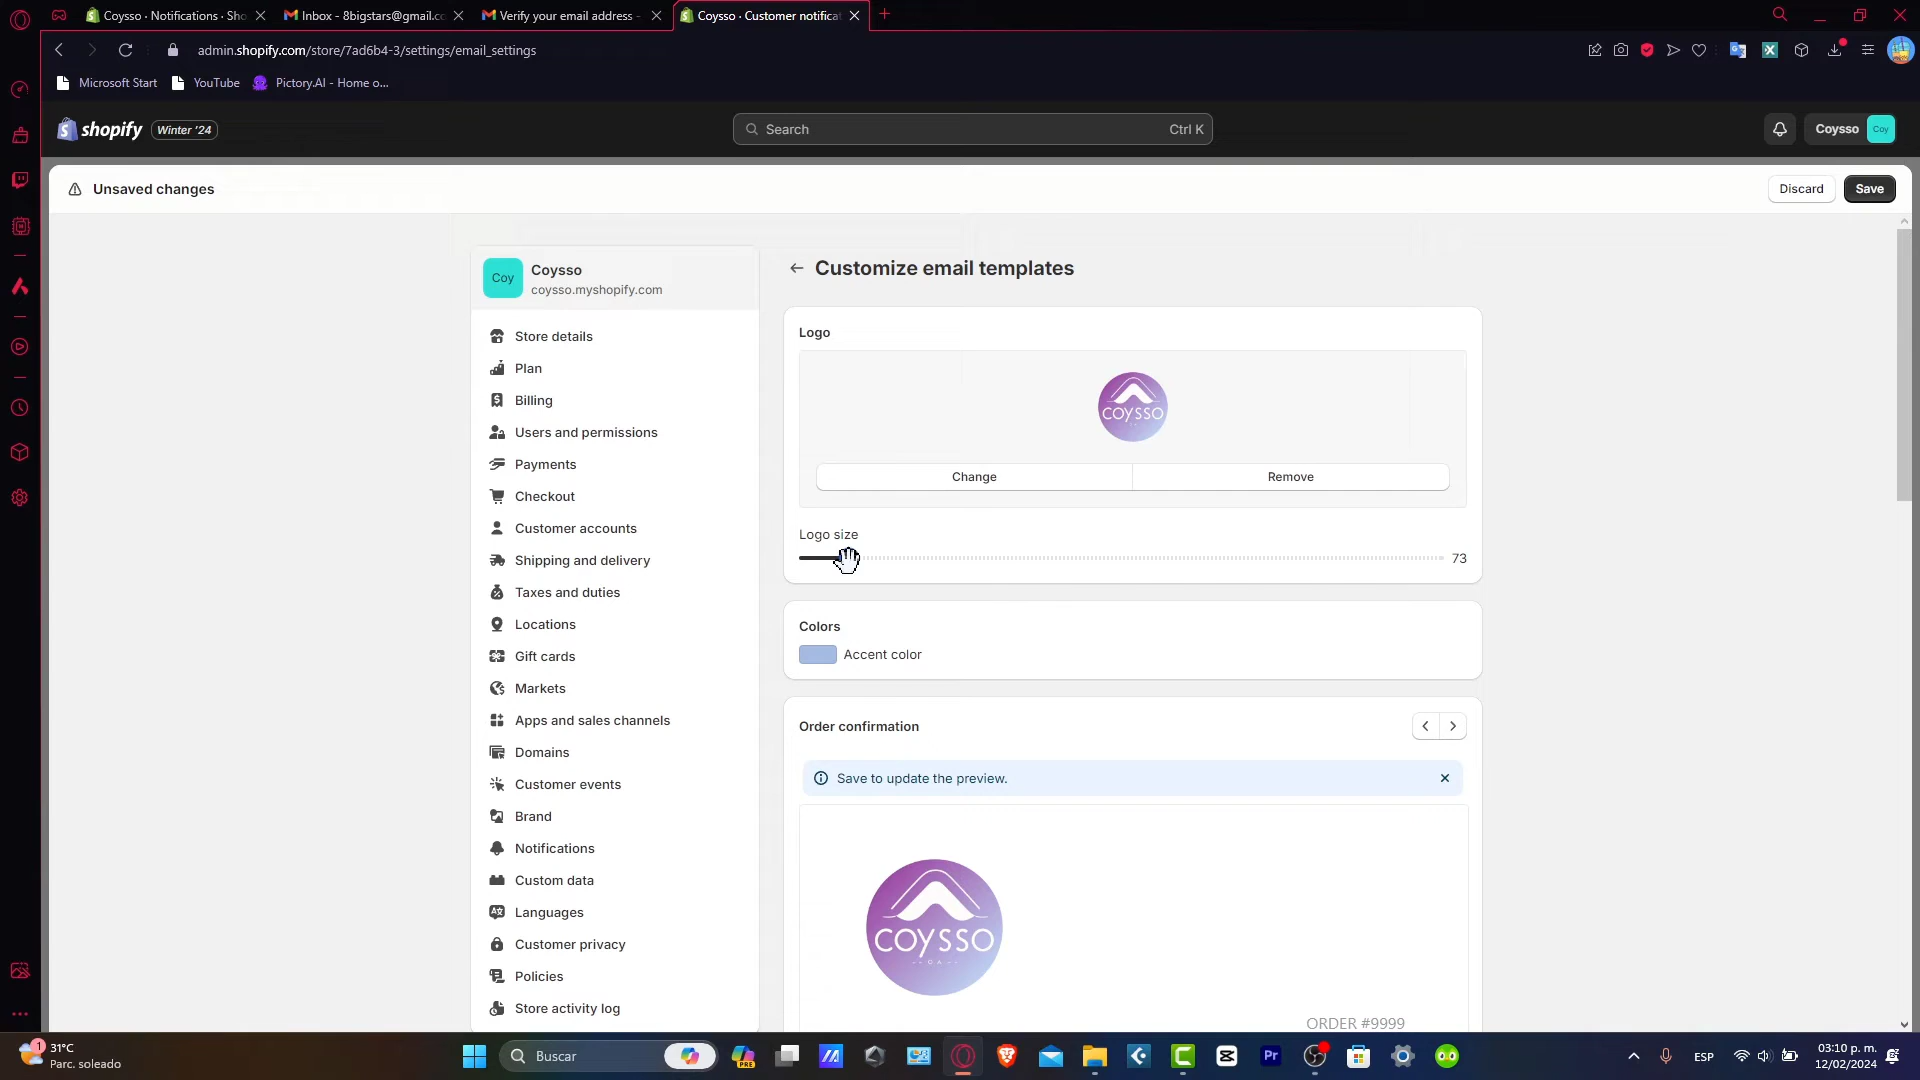 Coysso · Notifications · Sho
Inbox - 8bigstars@gmail.co
Verify your email address -
Coysso · Customer notificat
admin.shopify.com/store/7ad6b4-3/settings/email_settings
Microsoft Start
YouTube
Pictory.AI - Home o...
shopify
Winter '24
Search
Ctrl K
Coysso
Coy
Unsaved changes
Discard
Save
Coy
Coysso
coysso.myshopify.com
Store details
Plan
Billing
Users and permissions
Payments
Checkout
Customer accounts
Shipping and delivery
Taxes and duties
Locations
Gift cards
Markets
Apps and sales channels
Domains
Customer events
Brand
Notifications
Custom data
Languages
Customer privacy
Policies
Store activity log
Customize email templates
Logo
COYSSO
Change
Remove
Logo size
73
Colors
Accent color
Order confirmation
Save to update the preview.
COYSSO
ORDER #9999
1
31°C
Parc. soleado
Buscar
PRE
Pr
ESP
03:10 p. m.
12/02/2024